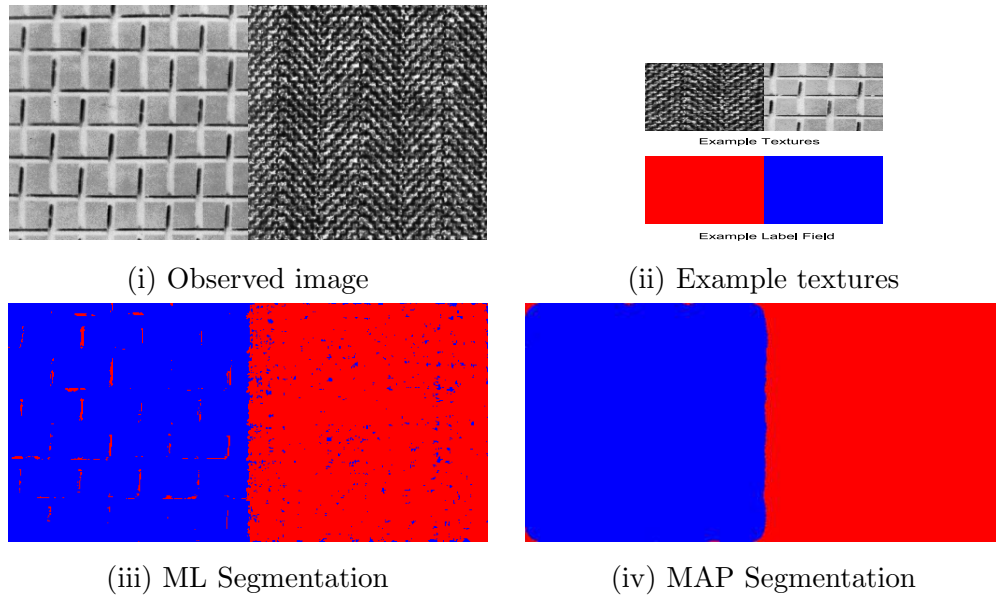 Example Textures
Example Label Field
(i) Observed image
(ii) Example textures
(iii) ML Segmentation
(iv) MAP Segmentation